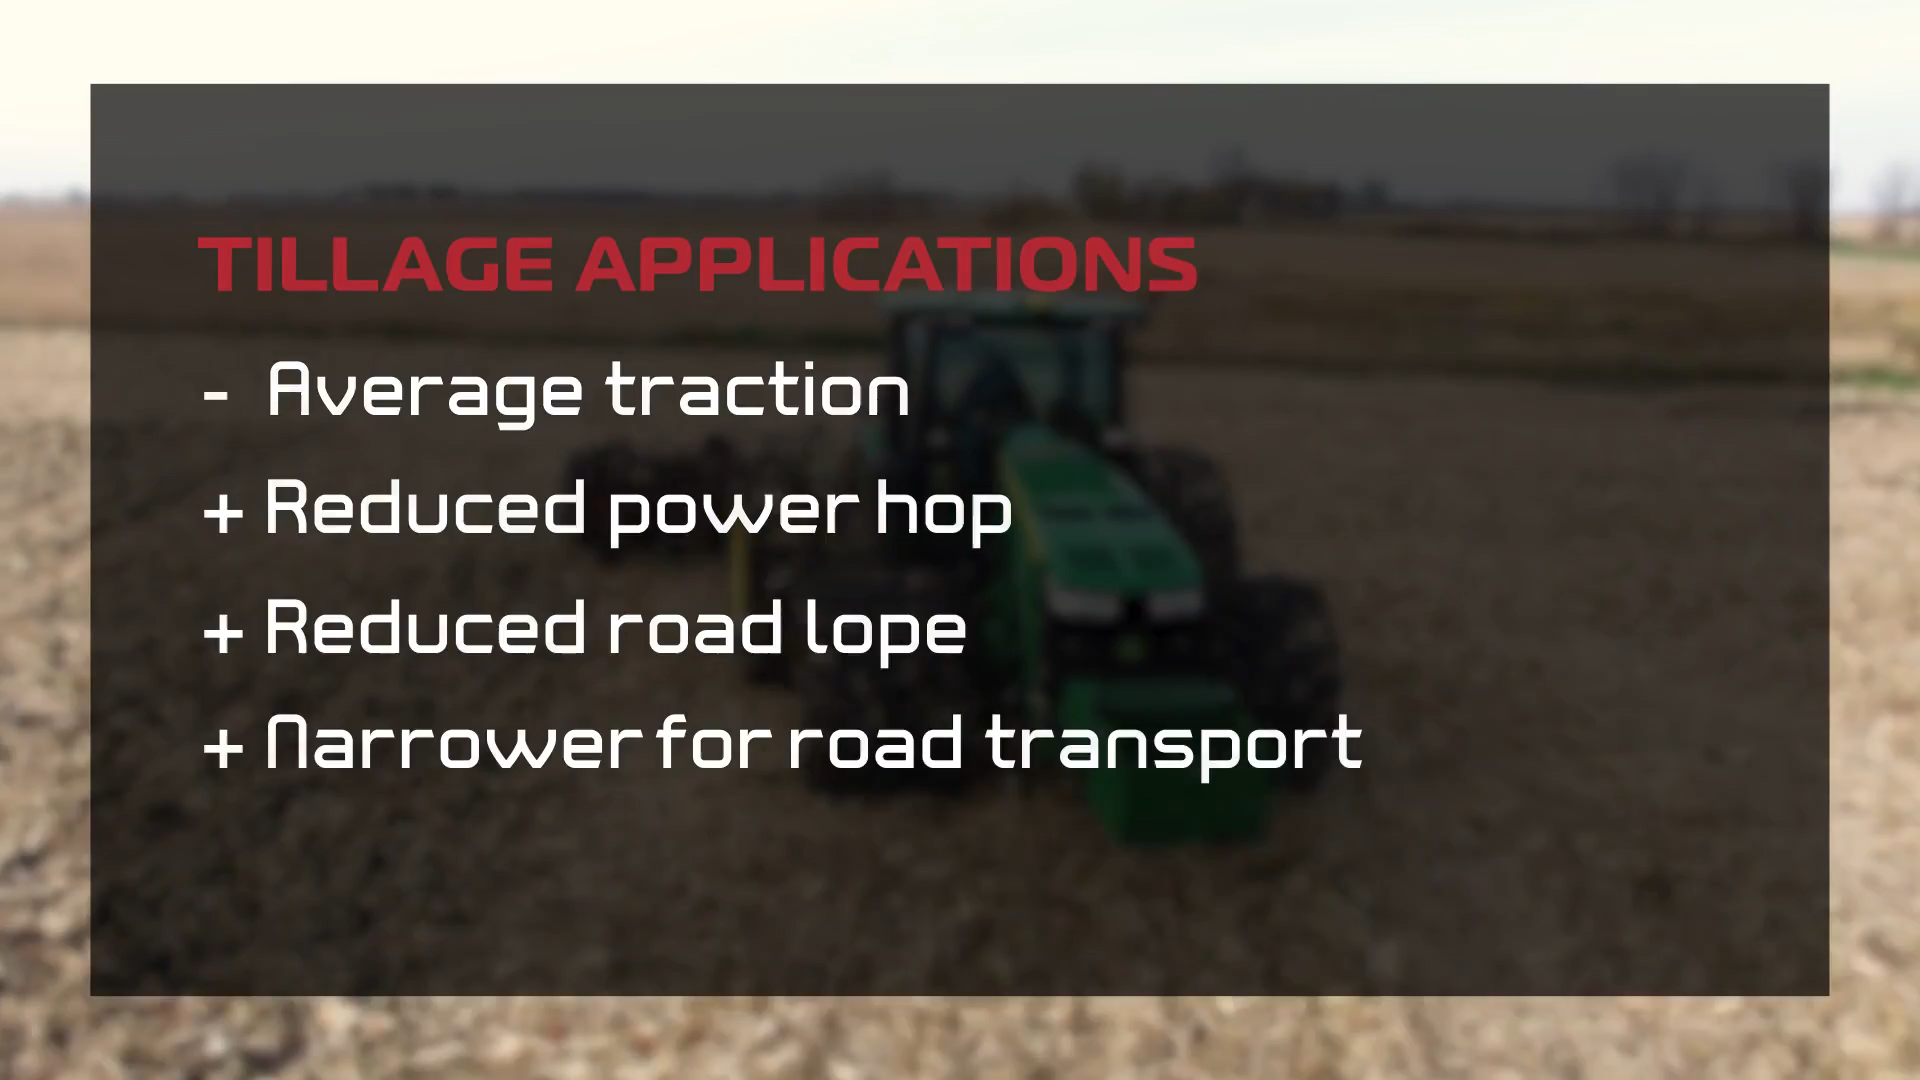 TILLAGE APPLICATIONS
- Average traction
+ Reduced power hop
+ Reduced road lope
+ Narrower for road transport